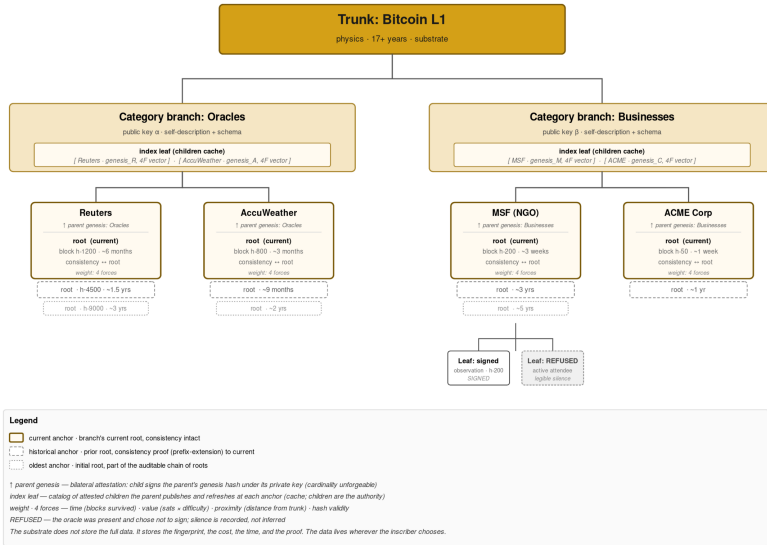 Trunk: Bitcoin L1
physics · 17+ years · substrate
Category branch: Oracles
public key α · self-description + schema
index leaf (children cache)
[ Reuters · genesis_R, 4F vector ] · [ AccuWeather · genesis_A, 4F vector ]
Category branch: Businesses
public key β · self-description + schema
index leaf (children cache)
[ MSF · genesis_M, 4F vector ] · [ ACME · genesis_C, 4F vector ]
Reuters
↑ parent genesis: Oracles
root (current)
block h-1200 · ~6 months
consistency ↔ root
weight: 4 forces
root · h-4500 · ~1.5 yrs
root · h-9000 · ~3 yrs
AccuWeather
↑ parent genesis: Oracles
root (current)
block h-800 · ~3 months
consistency ↔ root
weight: 4 forces
root · ~9 months
root · ~2 yrs
MSF (NGO)
↑ parent genesis: Businesses
root (current)
block h-200 · ~3 weeks
consistency ↔ root
weight: 4 forces
root · ~3 yrs
root · ~5 yrs
ACME Corp
↑ parent genesis: Businesses
root (current)
block h-50 · ~1 week
consistency ↔ root
weight: 4 forces
root · ~1 yr
Leaf: signed
observation · h-200
SIGNED
Leaf: REFUSED
active attendee
legible silence
Legend
current anchor · branch's current root, consistency intact
historical anchor · prior root, consistency proof (prefix-extension) to current
oldest anchor · initial root, part of the auditable chain of roots
↑ parent genesis — bilateral attestation: child signs the parent's genesis hash under its private key (cardinality unforgeable)
index leaf — catalog of attested children the parent publishes and refreshes at each anchor (cache; children are the authority)
weight · 4 forces — time (blocks survived) · value (sats × difficulty) · proximity (distance from trunk) · hash validity
REFUSED — the oracle was present and chose not to sign; silence is recorded, not inferred
The substrate does not store the full data. It stores the fingerprint, the cost, the time, and the proof. The data lives wherever the inscriber chooses.